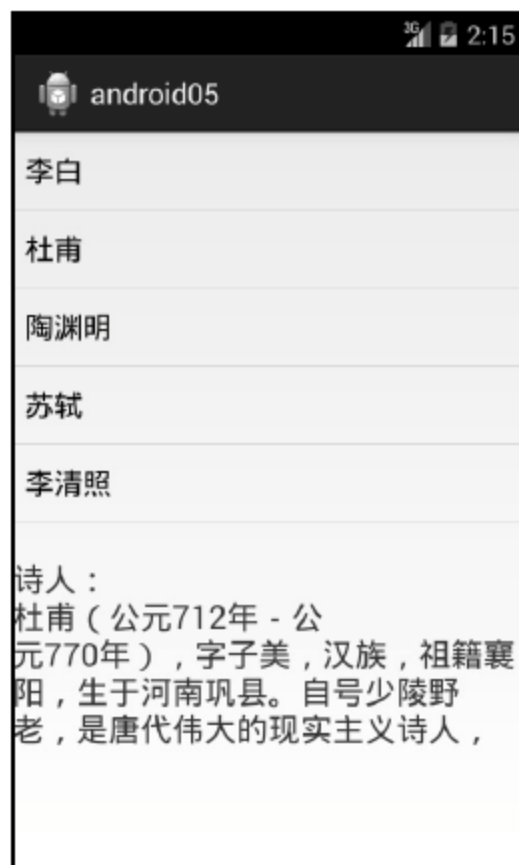 3G 2:15
android05
李白
杜甫
陶渊明
苏轼
李清照
诗人：
杜甫（公元712年 - 公
元770年），字子美，汉族，祖籍襄
阳，生于河南巩县。自号少陵野
老，是唐代伟大的现实主义诗人，